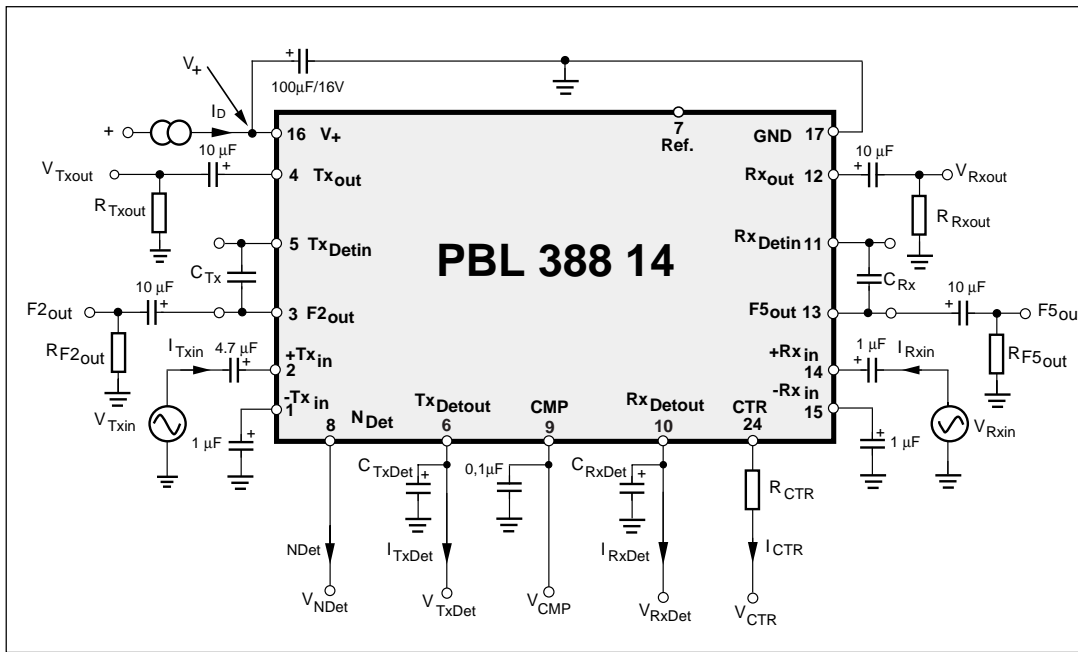 V+
+
100µF/16V
ID
+
16 V+
7
Ref.
GND 17
10 µF
+
VTxout
4 Txout
RTxout
10 µF
+
Rxout 12
VRxout
RRxout
5 TxDetin
CTx
PBL 388 14
RxDetin 11
CRx
10 µF
+
F2out
3 F2out
RF2out
F5out 13
10 µF
+
F5ou
RF5out
ITxin
4.7 µF
+
+Txin
2
-Txin
1
VTxin
1 µF
+
+Rxin
14
-Rxin
15
1 µF
+
IRxin
VRxin
1 µF
+
NDet
8
TxDetout
6
CMP
9
RxDetout
10
CTR
24
CTxDet
+
0,1µF
CRxDet
+
RCTR
NDet
ITxDet
IRxDet
ICTR
VNDet
VTxDet
VCMP
VRxDet
VCTR